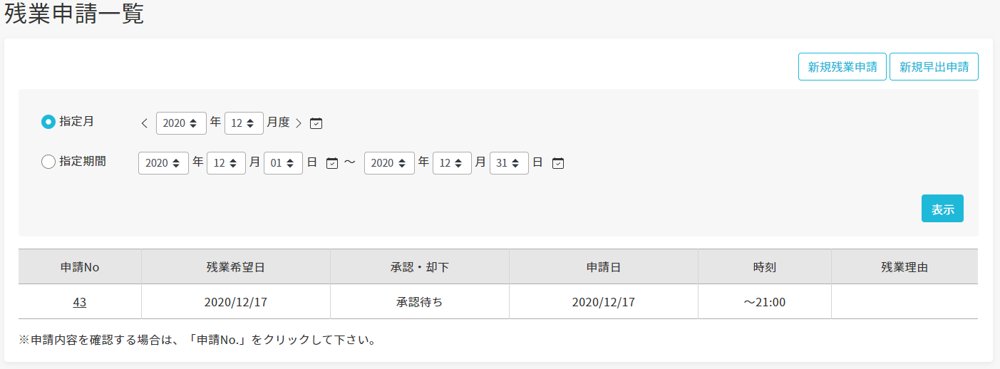 残業申請一覧
新規残業申請 新規早出申請
指定月 < 2020 年 12 月度 >
指定期間 2020 年 12 月 01 日 ～ 2020 年 12 月 31 日
表示
申請No 残業希望日 承認・却下 申請日 時刻 残業理由
43 2020/12/17 承認待ち 2020/12/17 ～21:00
※申請内容を確認する場合は、「申請No.」をクリックして下さい。